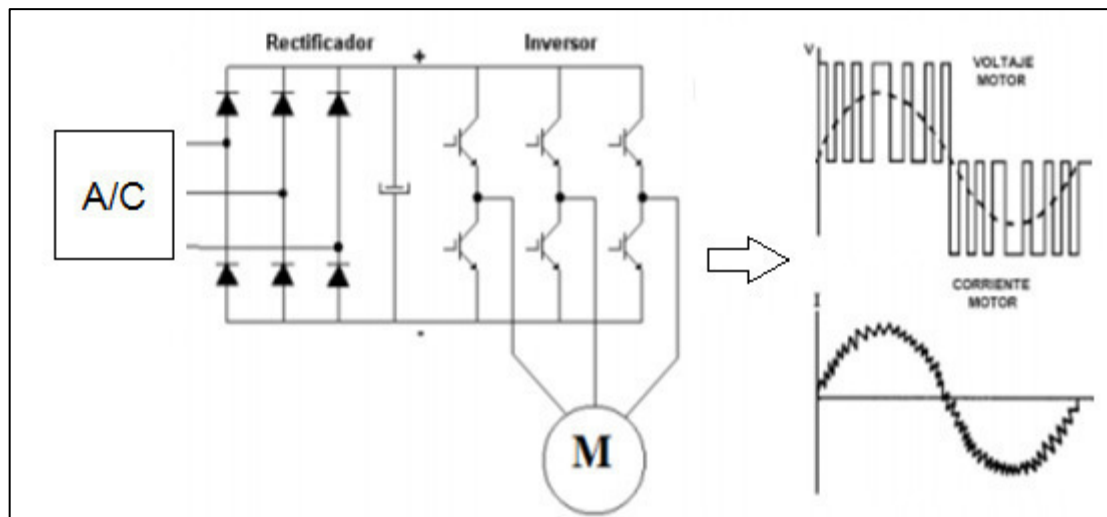 Rectificador
+
Inversor
A/C
-
M
V
VOLTAJE
MOTOR
CORRIENTE
MOTOR
I